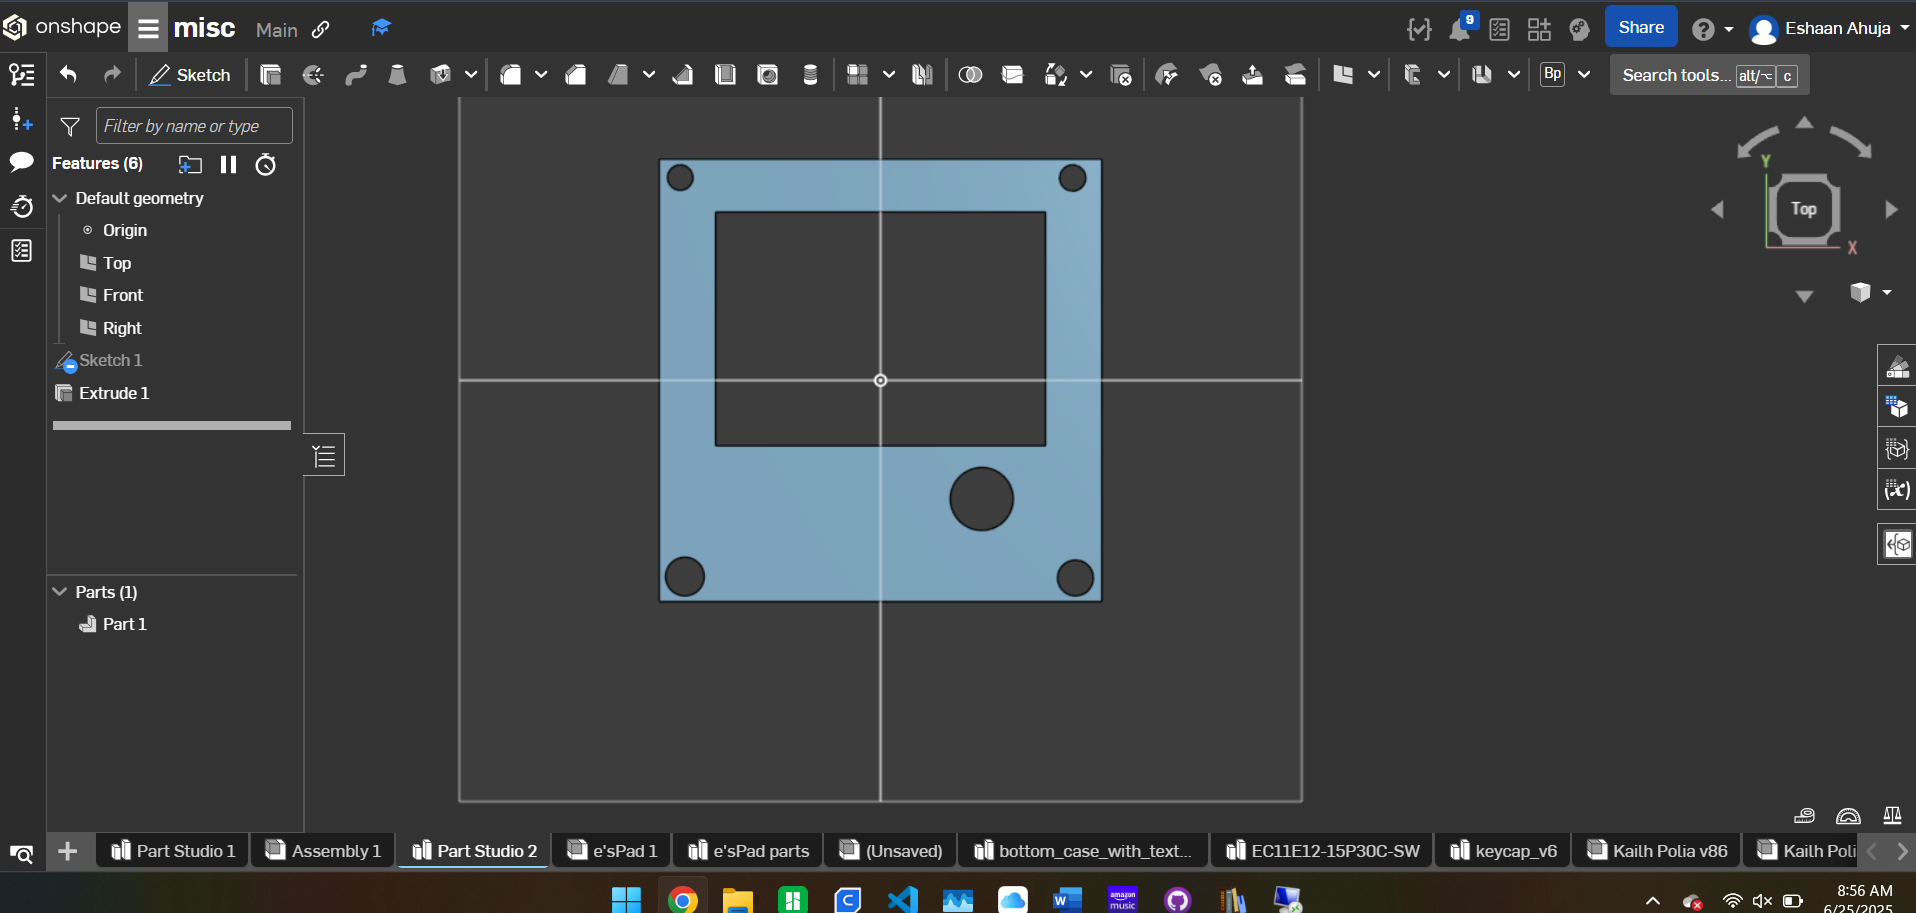 onshape misc Main 9 Share Eshaan Ahuja
Sketch Bp Search tools... alt/⌥ c
Filter by name or type
Features (6)
Default geometry
Origin
Top
Front
Right
Sketch 1
Extrude 1
Parts (1)
Part 1
Y
Top
X
Part Studio 1 Assembly 1 Part Studio 2 e'sPad 1 e'sPad parts (Unsaved) bottom_case_with_text... EC11E12-15P30C-SW keycap_v6 Kailh Polia v86 Kailh Poli
amazon music
8:56 AM
6/25/2025